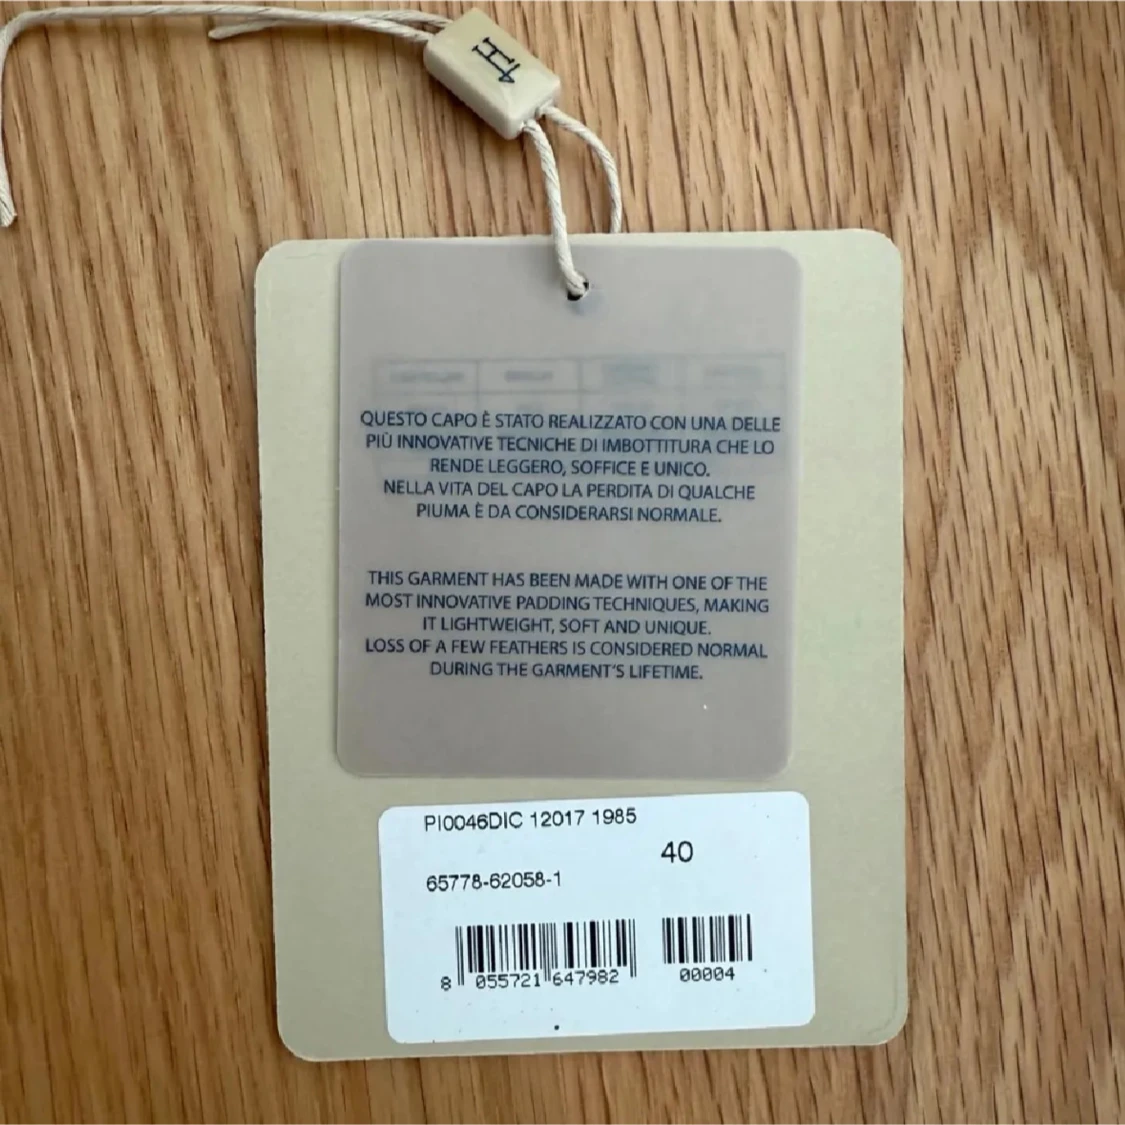 H
QUESTO CAPO È STATO REALIZZATO CON UNA DELLE
PIÙ INNOVATIVE TECNICHE DI IMBOTTITURA CHE LO
RENDE LEGGERO, SOFFICE E UNICO.
NELLA VITA DEL CAPO LA PERDITA DI QUALCHE
PIUMA È DA CONSIDERARSI NORMALE.
THIS GARMENT HAS BEEN MADE WITH ONE OF THE
MOST INNOVATIVE PADDING TECHNIQUES, MAKING
IT LIGHTWEIGHT, SOFT AND UNIQUE.
LOSS OF A FEW FEATHERS IS CONSIDERED NORMAL
DURING THE GARMENT'S LIFETIME.
PI0046DIC 12017 1985
40
65778-62058-1
8 055721 647982
00004